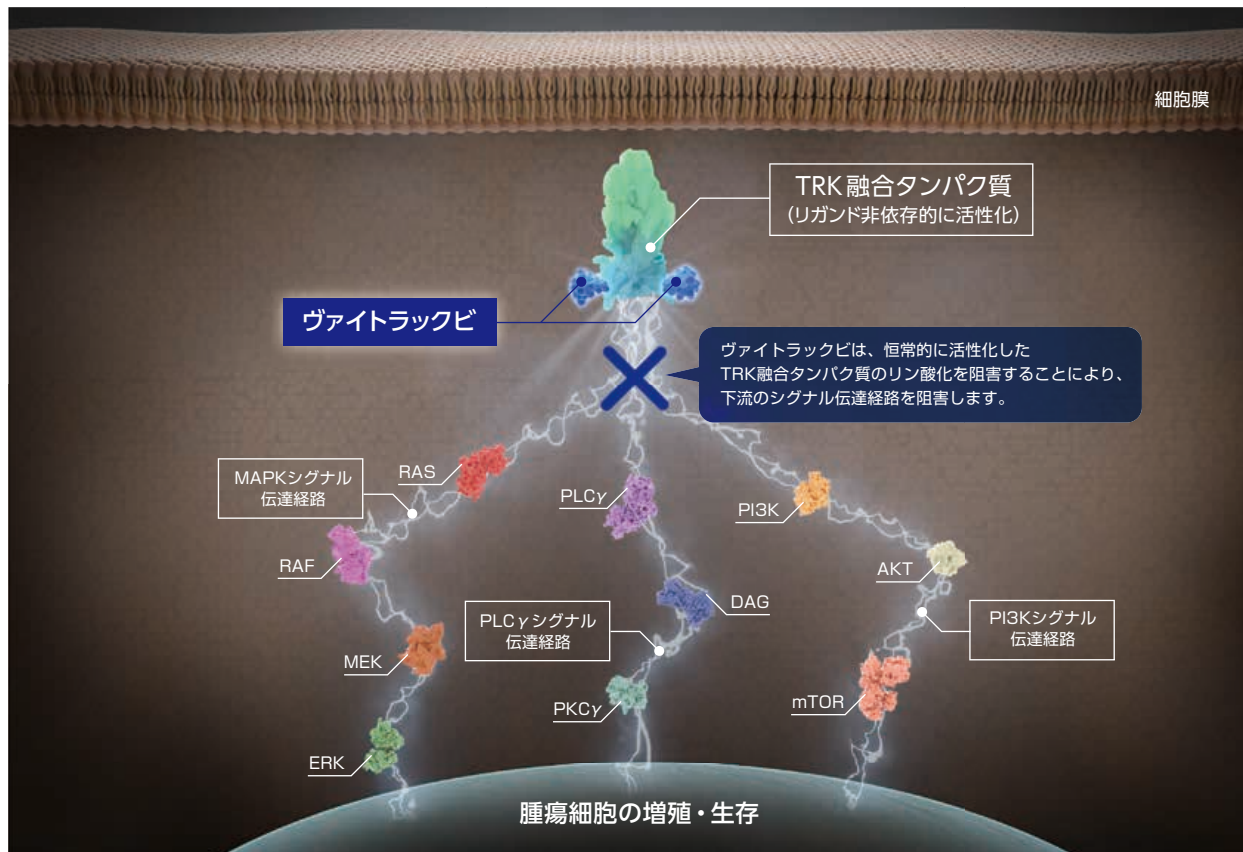 細胞膜
TRK融合タンパク質
(リガンド非依存的に活性化)
ヴァイトラックビ
ヴァイトラックビは、恒常的に活性化した
TRK融合タンパク質のリン酸化を阻害することにより、
下流のシグナル伝達経路を阻害します。
MAPKシグナル
伝達経路
RAS
PLCγ
PI3K
RAF
AKT
DAG
PLCγシグナル
伝達経路
PI3Kシグナル
伝達経路
MEK
PKCγ
mTOR
ERK
腫瘍細胞の増殖・生存